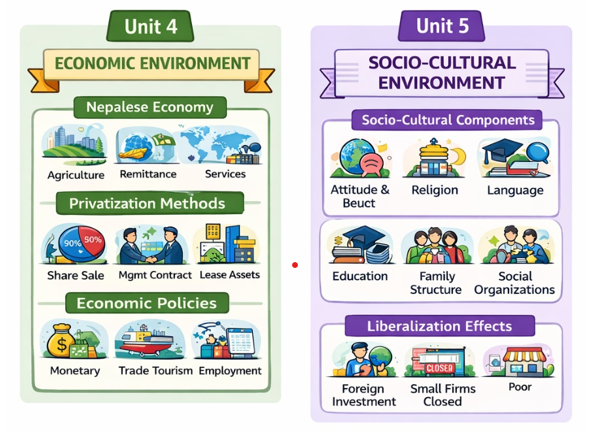 Unit 4
ECONOMIC ENVIRONMENT
Nepalese Economy
Agriculture
Remittance
Services
Privatization Methods
90%
50%
Share Sale
Mgmt Contract
Lease Assets
Economic Policies
$
Monetary
Trade Tourism
Employment
Unit 5
SOCIO-CULTURAL
ENVIRONMENT
Socio-Cultural Components
Attitude &
Beuct
Religion
Language
Education
Family
Structure
Social
Organizations
Liberalization Effects
Foreign
Investment
CLOSED
Small Firms
Closed
Poor